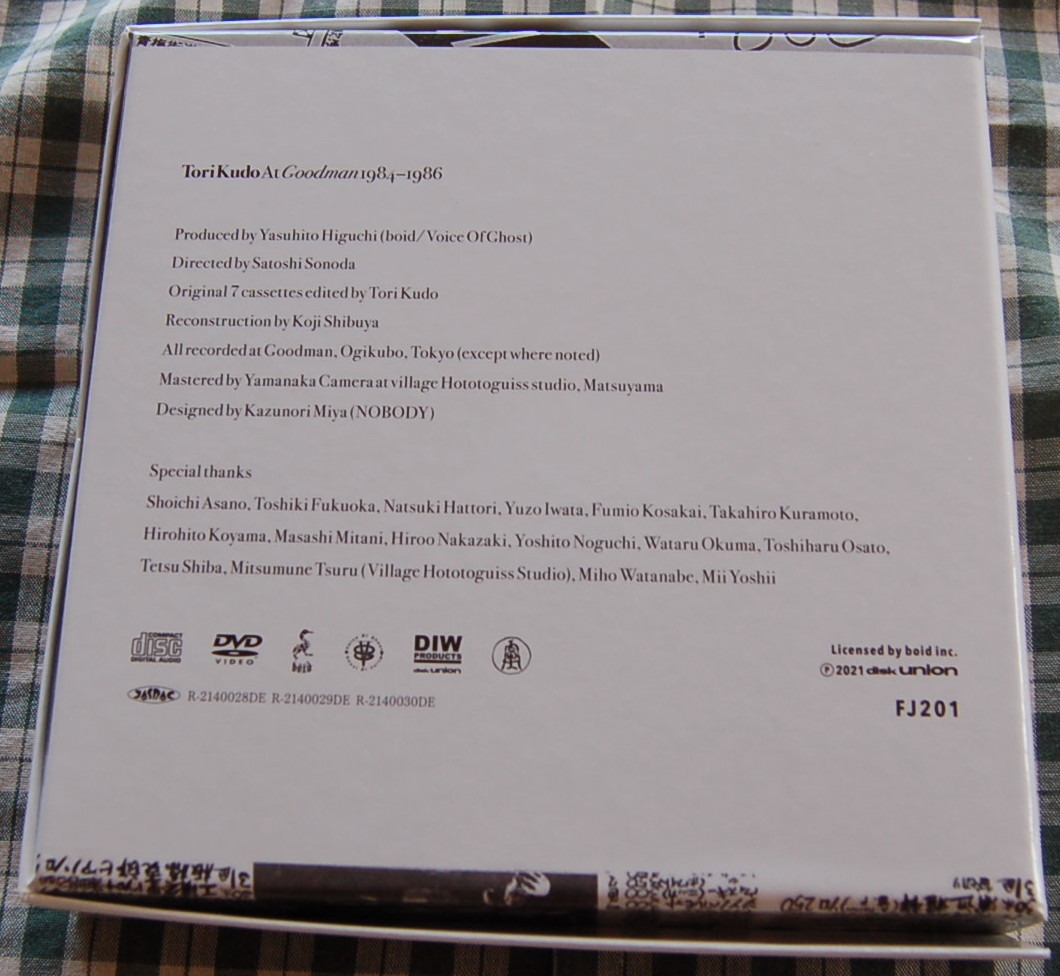 Tori Kudo At Goodman 1984–1986
Produced by Yasuhito Higuchi (boid/Voice Of Ghost)
Directed by Satoshi Sonoda
Original 7 cassettes edited by Tori Kudo
Reconstruction by Koji Shibuya
All recorded at Goodman, Ogikubo, Tokyo (except where noted)
Mastered by Yamanaka Camera at village Hototoguiss studio, Matsuyama
Designed by Kazunori Miya (NOBODY)
Special thanks
Shoichi Asano, Toshiki Fukuoka, Natsuki Hattori, Yuzo Iwata, Fumio Kosakai, Takahiro Kuramoto,
Hirohito Koyama, Masashi Mitani, Hiroo Nakazaki, Yoshito Noguchi, Wataru Okuma, Toshiharu Osato,
Tetsu Shiba, Mitsumune Tsuru (Village Hototoguiss Studio), Miho Watanabe, Mii Yoshii
COMPACT disc DIGITAL AUDIO DVD VIDEO boid DIW PRODUCTS disk union
JASRAC R-2140028DE R-2140029DE R-2140030DE
Licensed by boid inc.
Ⓟ2021 disk union
FJ201